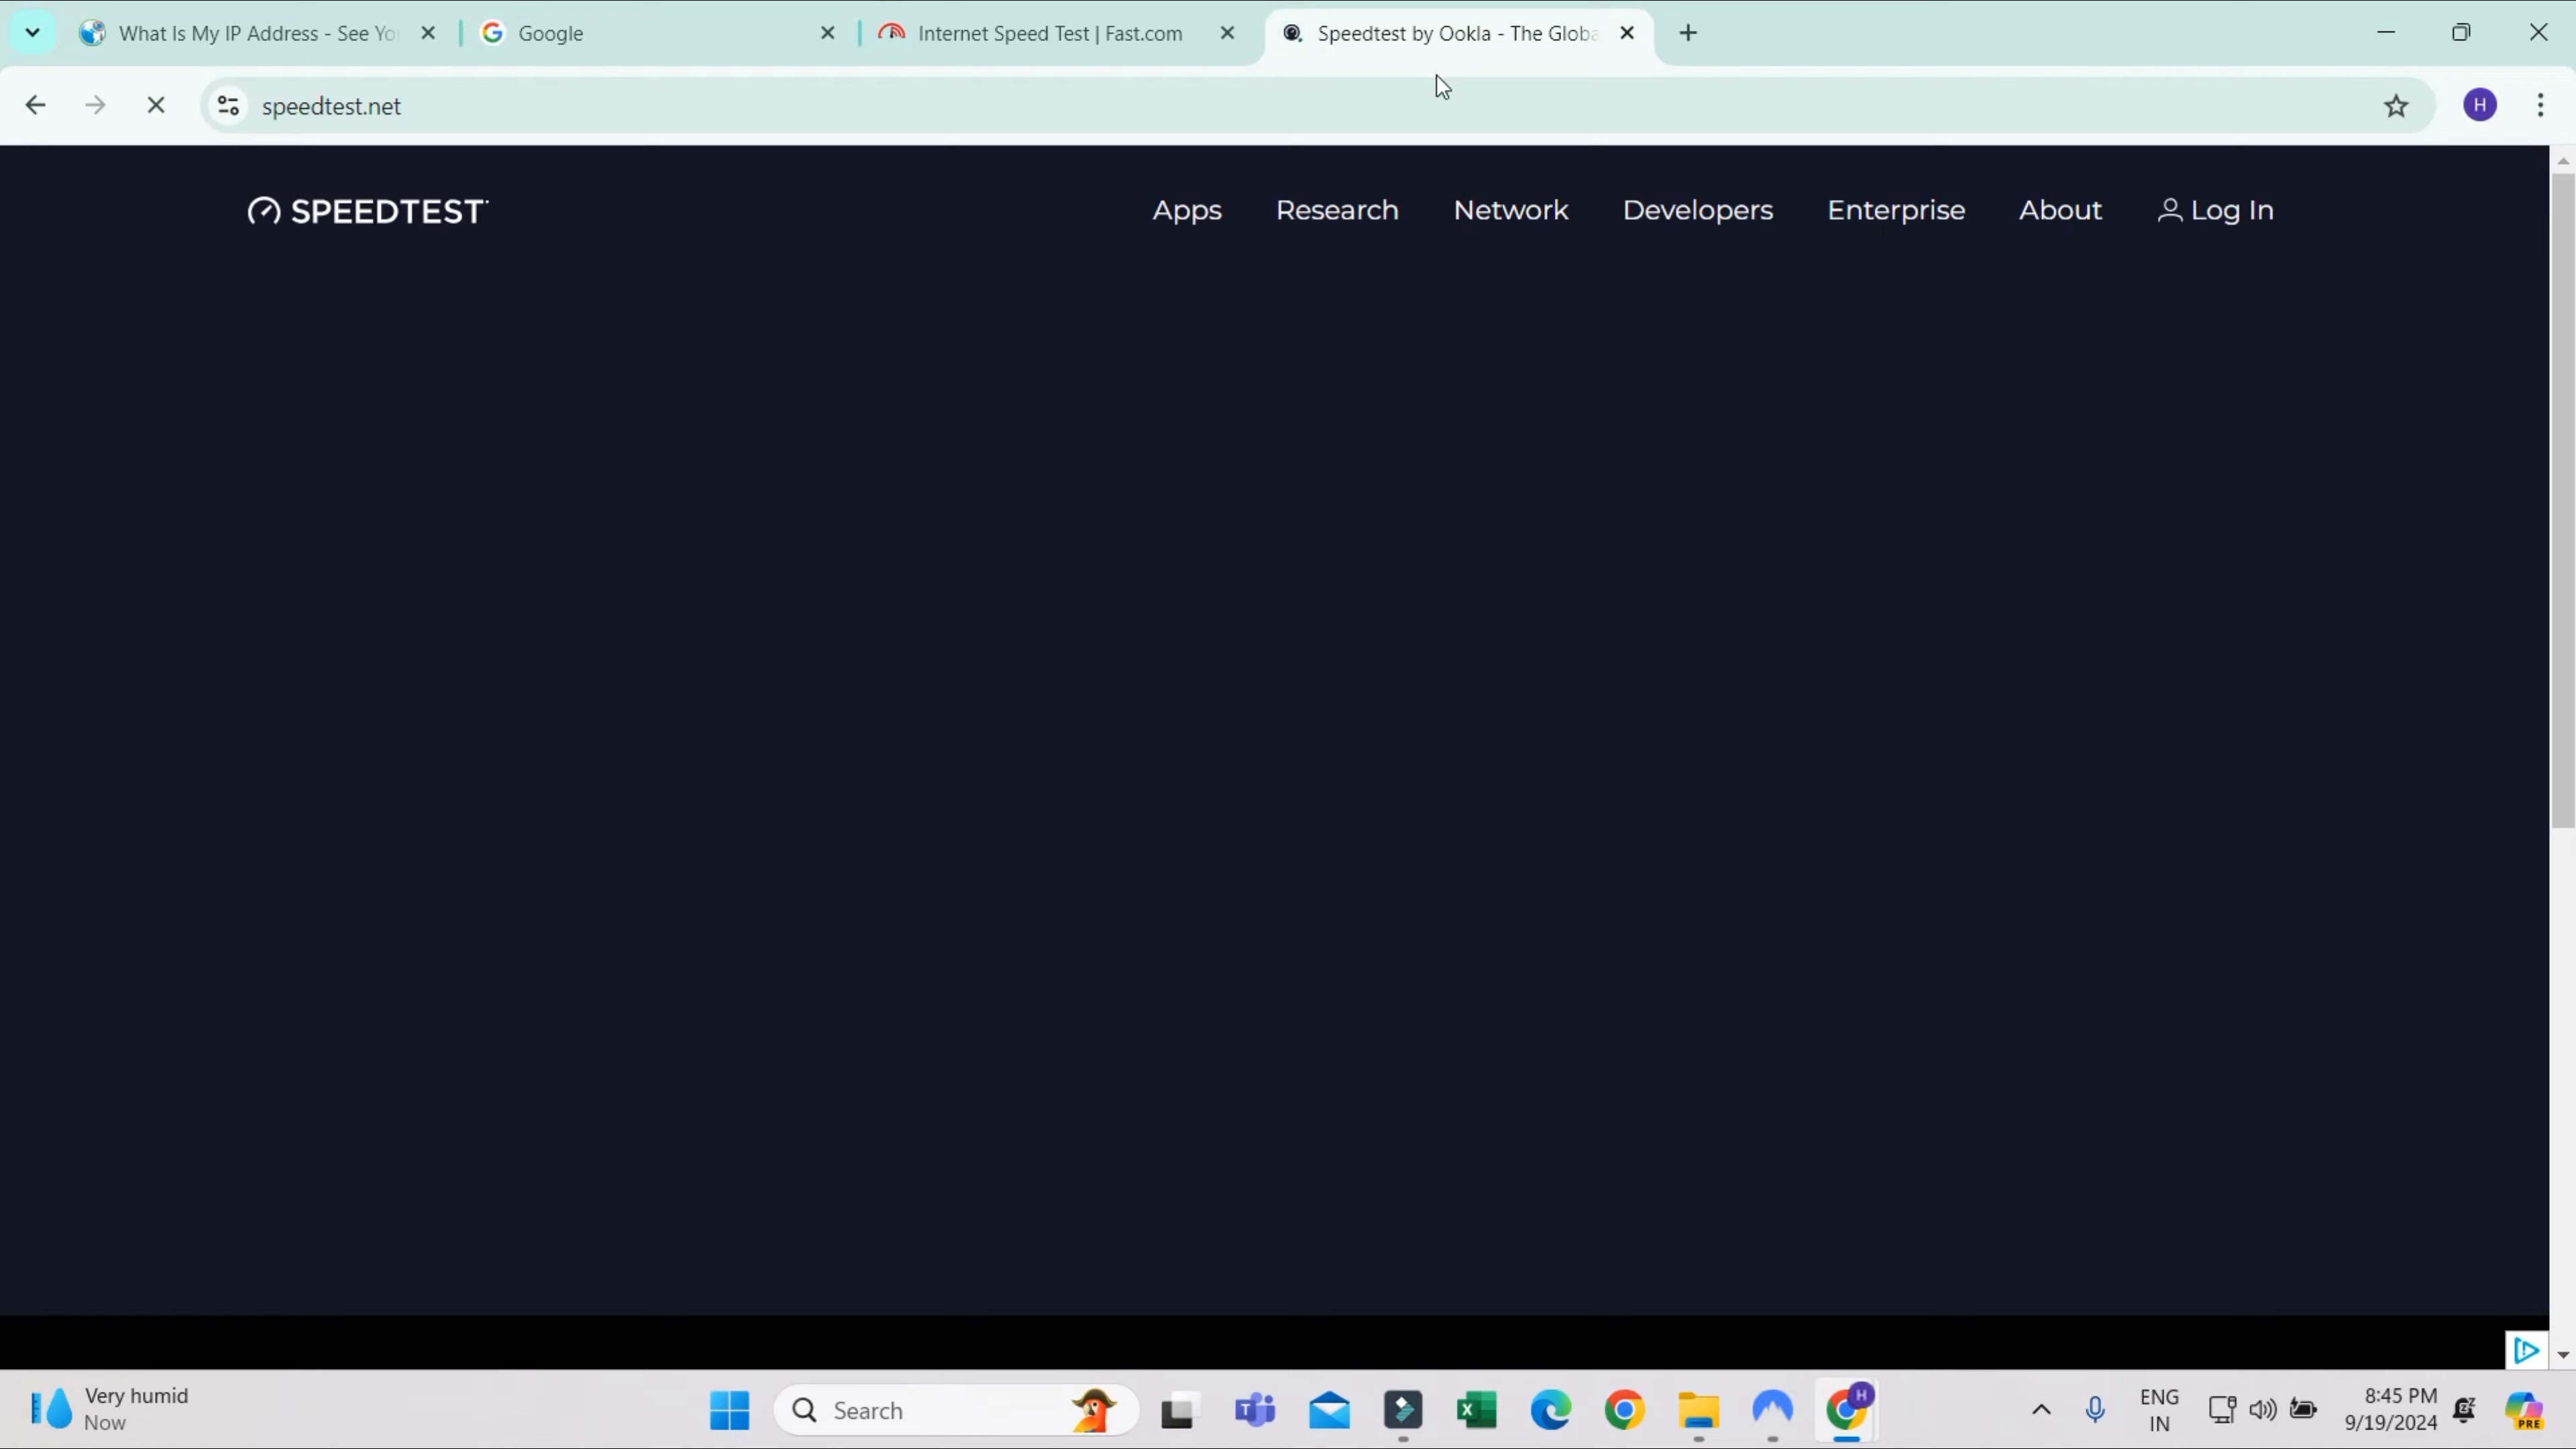 What Is My IP Address - See Yo
Google
Internet Speed Test | Fast.com
Speedtest by Ookla - The Globa
speedtest.net
H
SPEEDTEST
Apps
Research
Network
Developers
Enterprise
About
Log In
Very humid
Now
Search
H
ENG
IN
8:45 PM
9/19/2024
PRE